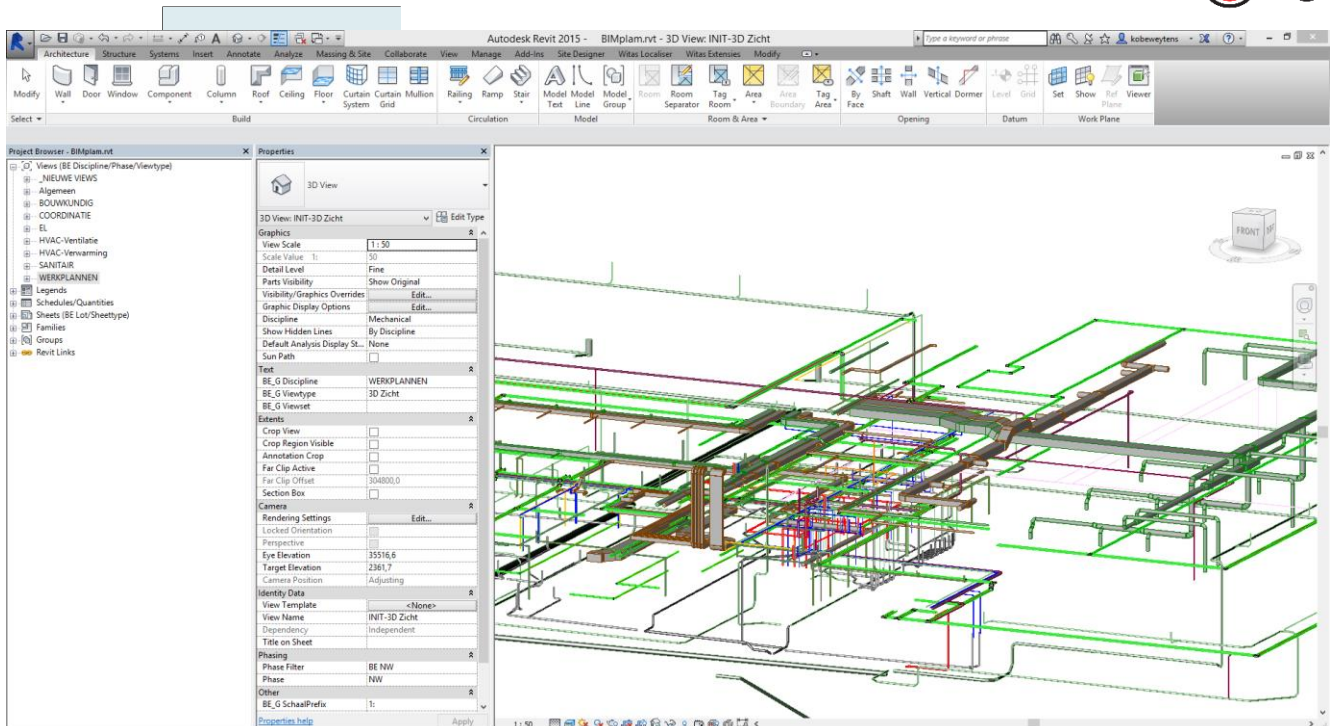 Autodesk Revit 2015 - BIMplam.rvt - 3D View: INIT-3D Zicht
Type a keyword or phrase
kobeweytens
Architecture Structure Systems Insert Annotate Analyze Massing & Site Collaborate View Manage Add-Ins Site Designer Witas Localiser Witas Extensies Modify
Modify Wall Door Window Component Column Roof Ceiling Floor Curtain System Curtain Grid Mullion Railing Ramp Stair Model Text Model Line Model Group Room Room Separator Tag Room Area Area Boundary Tag Area By Face Shaft Wall Vertical Dormer Level Grid Set Show Ref Plane Viewer
Select Build Circulation Model Room & Area Opening Datum Work Plane
Project Browser - BIMplam.rvt
Views (BE Discipline/Phase/Viewtype)
_NIEUWE VIEWS
Algemeen
BOUWKUNDIG
COORDINATIE
EL
HVAC-Ventilatie
HVAC-Verwarming
SANITAIR
WERKPLANNEN
Legends
Schedules/Quantities
Sheets (BE Lot/Sheettype)
Families
Groups
Revit Links
Properties
3D View
3D View: INIT-3D Zicht Edit Type
Graphics
View Scale 1 : 50
Scale Value 1: 50
Detail Level Fine
Parts Visibility Show Original
Visibility/Graphics Overrides Edit...
Graphic Display Options Edit...
Discipline Mechanical
Show Hidden Lines By Discipline
Default Analysis Display St... None
Sun Path
Text
BE_G Discipline WERKPLANNEN
BE_G Viewtype 3D Zicht
BE_G Viewset
Extents
Crop View
Crop Region Visible
Annotation Crop
Far Clip Active
Far Clip Offset 304800,0
Section Box
Camera
Rendering Settings Edit...
Locked Orientation
Perspective
Eye Elevation 35516,6
Target Elevation 2361,7
Camera Position Adjusting
Identity Data
View Template <None>
View Name INIT-3D Zicht
Dependency Independent
Title on Sheet
Phasing
Phase Filter BE NW
Phase NW
Other
BE_G SchaalPrefix 1:
Properties help Apply
FRONT
1 : 50